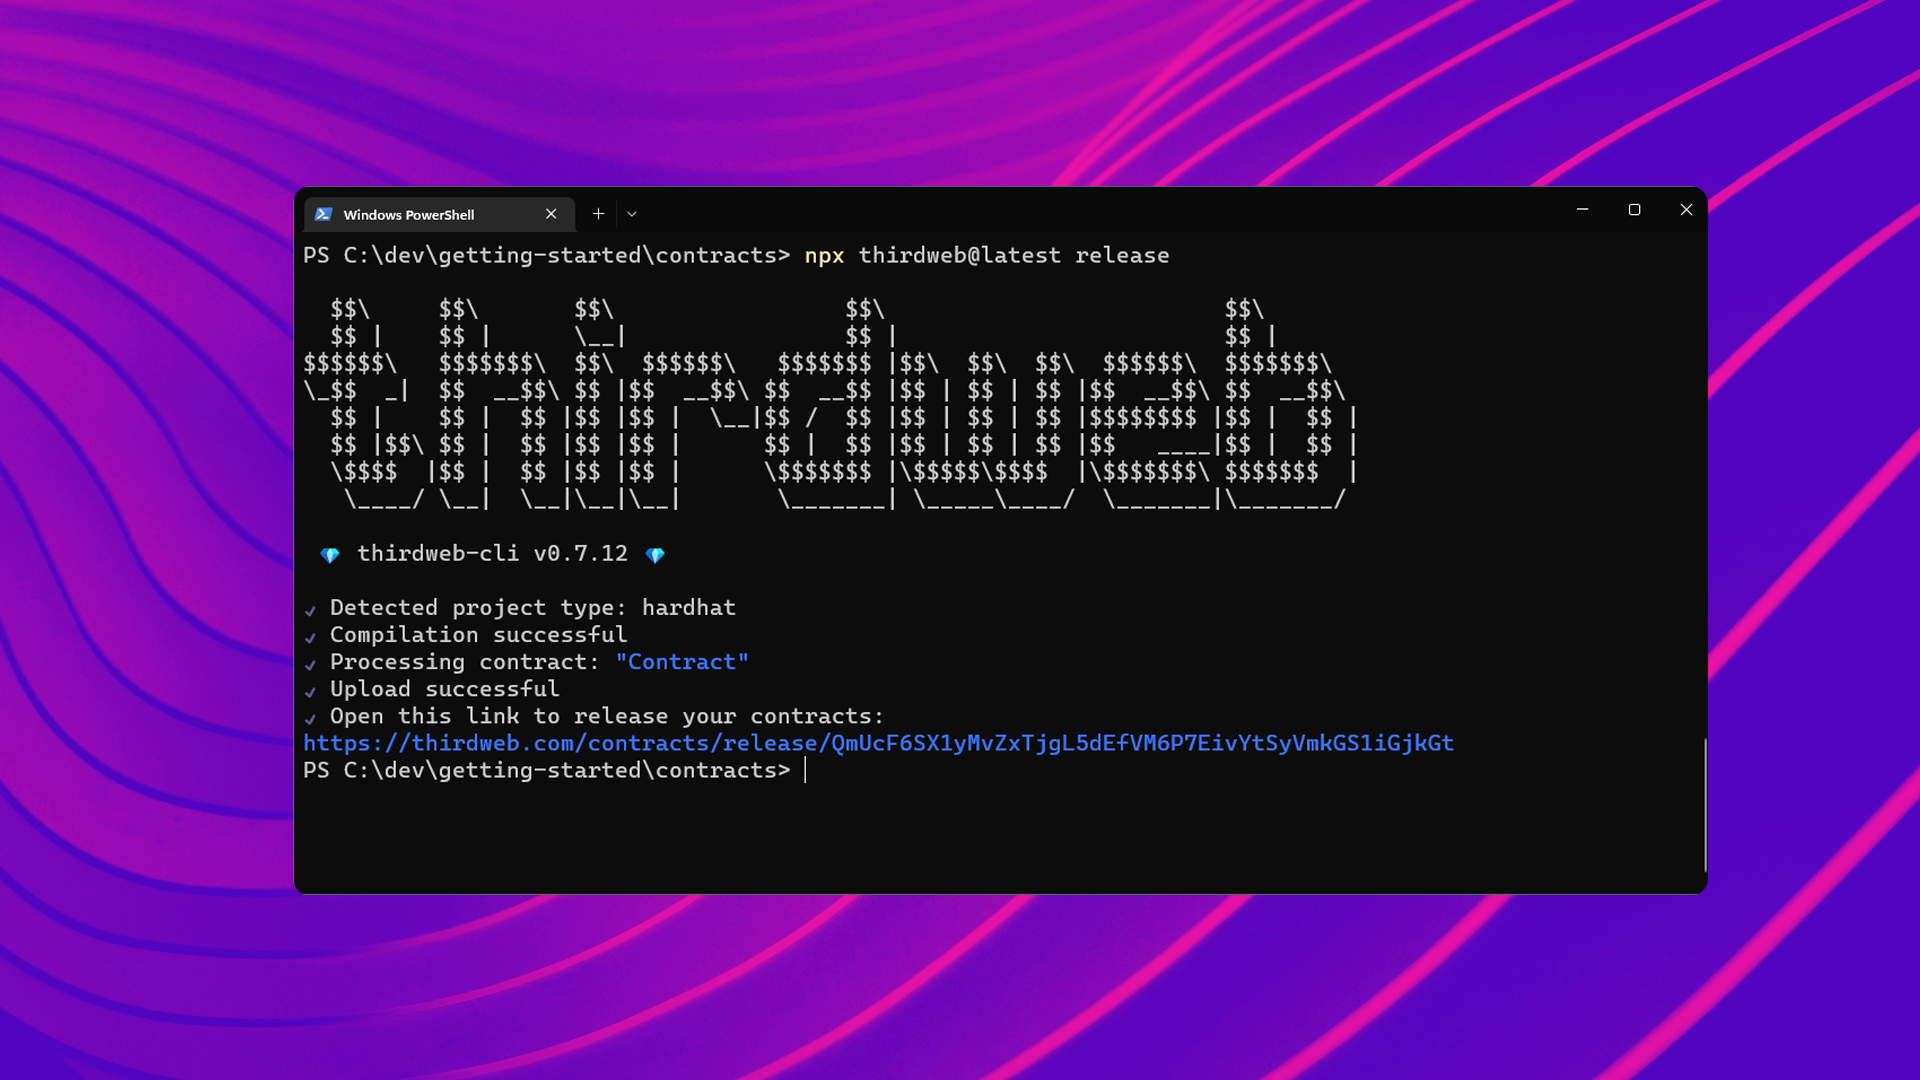 Windows PowerShell
PS C:\dev\getting-started\contracts> npx thirdweb@latest release
  $$\     $$\       $$\                 $$\                         $$\
  $$ |    $$ |      \__|                $$ |                        $$ |
$$$$$$\   $$$$$$$\  $$\  $$$$$$\   $$$$$$$ |$$\  $$\  $$\  $$$$$$\  $$$$$$$\
\_$$  _|  $$  __$$\ $$ |$$  __$$\ $$  __$$ |$$ | $$ | $$ |$$  __$$\ $$  __$$\
  $$ |    $$ |  $$ |$$ |$$ |  \__|$$ /  $$ |$$ | $$ | $$ |$$$$$$$$ |$$ |  $$ |
  $$ |$$\ $$ |  $$ |$$ |$$ |      $$ |  $$ |$$ | $$ | $$ |$$   ____|$$ |  $$ |
  \$$$$  |$$ |  $$ |$$ |$$ |      \$$$$$$$ |\$$$$$\$$$$  |\$$$$$$$\ $$$$$$$  |
   \____/ \__|  \__|\__|\__|       \_______| \_____\____/  \_______|\_______/
💎 thirdweb-cli v0.7.12 💎
✔ Detected project type: hardhat
✔ Compilation successful
✔ Processing contract: "Contract"
✔ Upload successful
✔ Open this link to release your contracts:
https://thirdweb.com/contracts/release/QmUcF6SX1yMvZxTjgL5dEfVM6P7EivYtSyVmkGS1iGjkGt
PS C:\dev\getting-started\contracts>